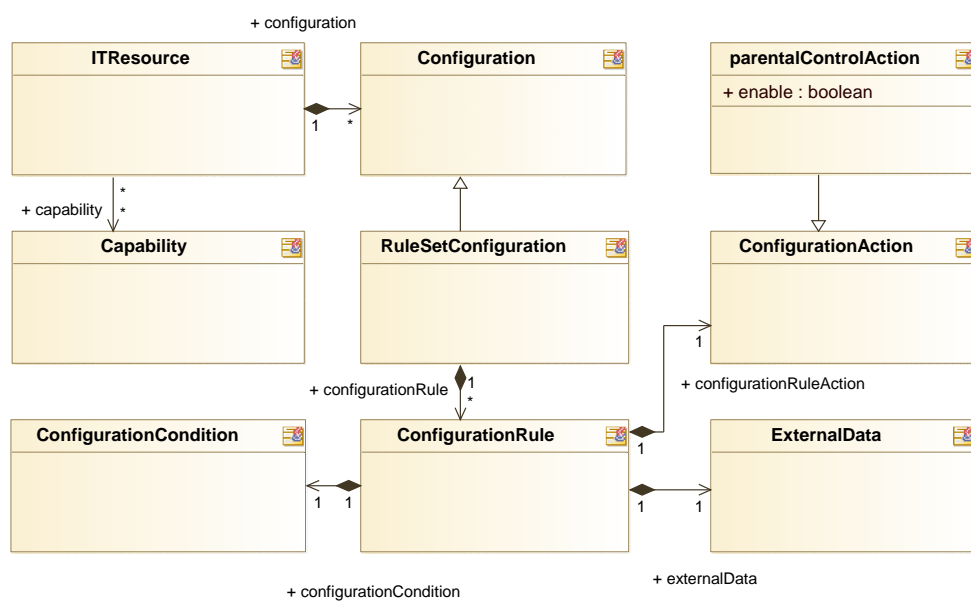 + configuration
ITResource
Configuration
parentalControlAction
+ enable : boolean
1
*
*
+ capability
*
Capability
RuleSetConfiguration
ConfigurationAction
1
+ configurationRule
1
*
+ configurationRuleAction
ConfigurationCondition
ConfigurationRule
ExternalData
1
1
1
1
1
+ configurationCondition
+ externalData